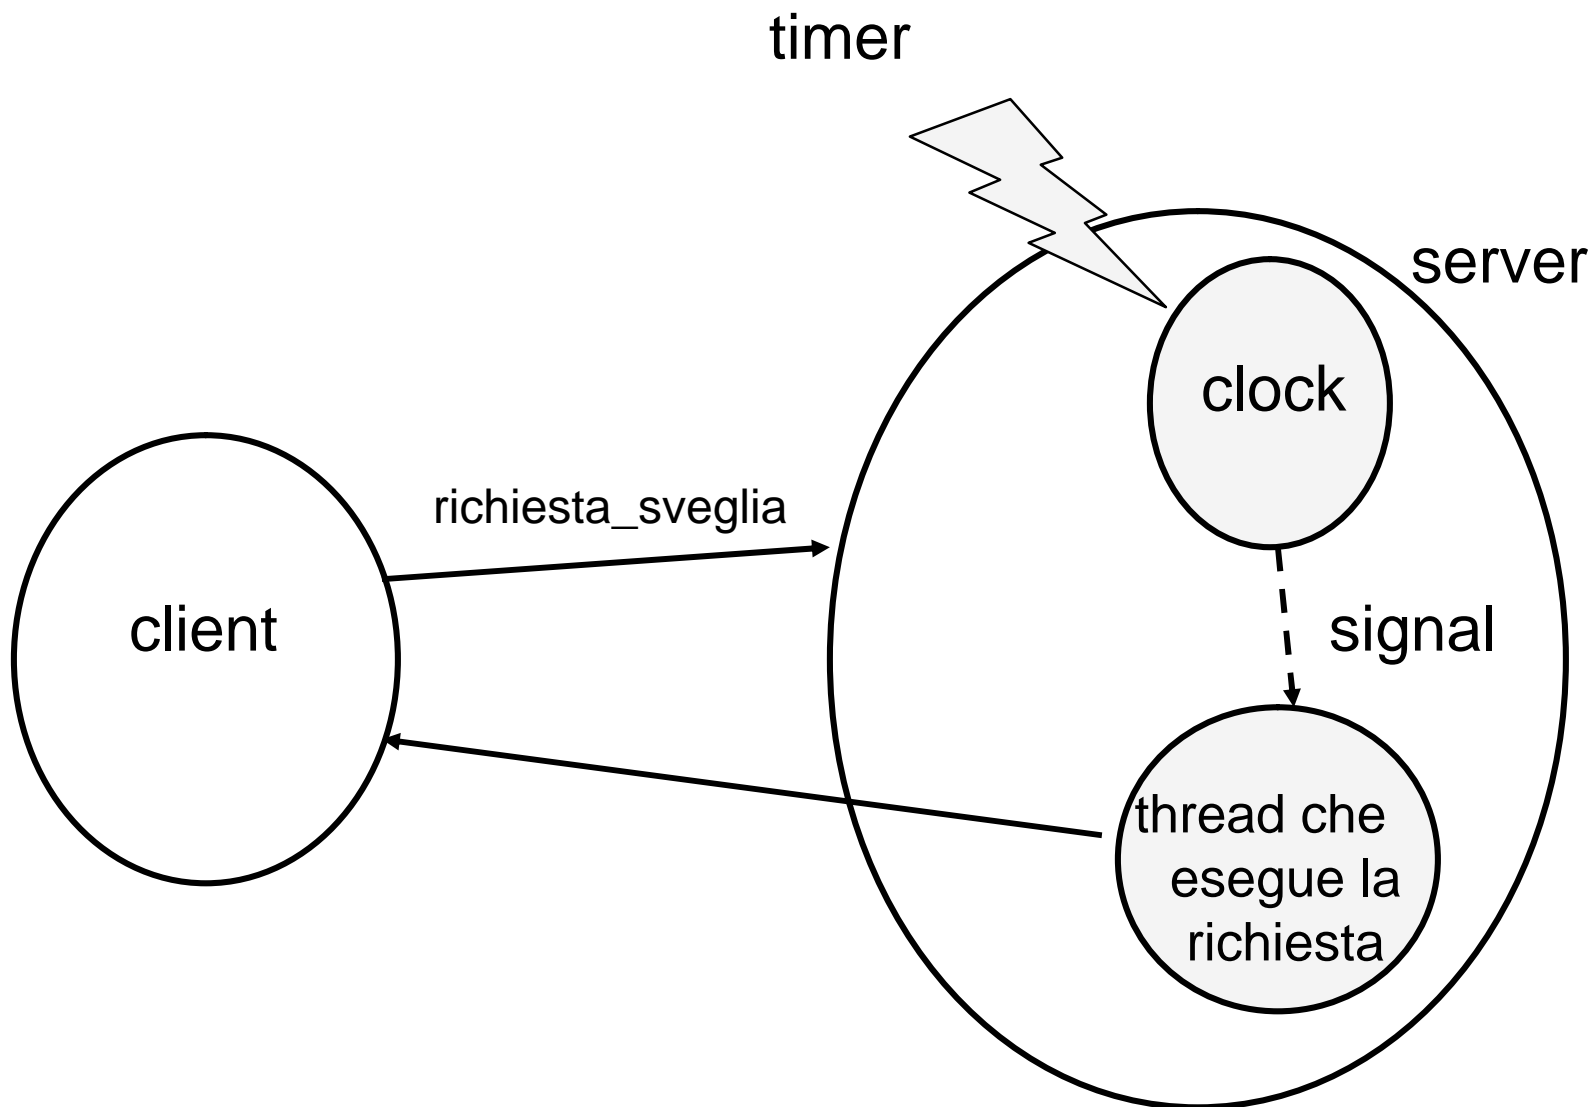 timer
server
clock
richiesta_sveglia
client
signal
thread che
esegue la
richiesta